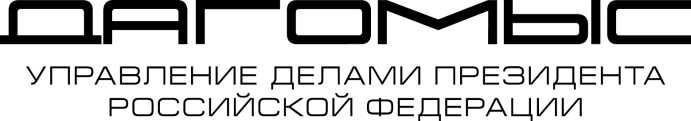 ДАГОМЫС
УПРАВЛЕНИЕ ДЕЛАМИ ПРЕЗИДЕНТА
РОССИЙСКОЙ ФЕДЕРАЦИИ